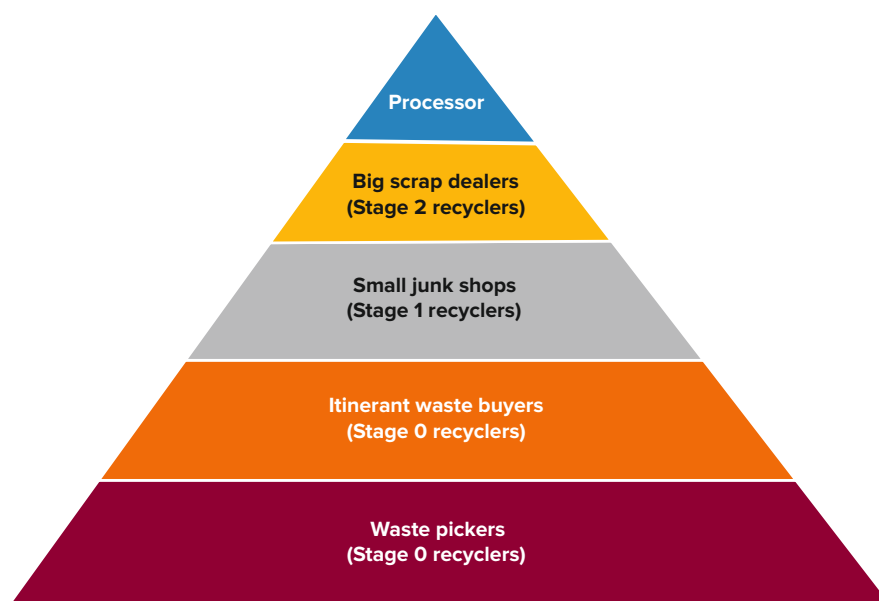 Processor
Big scrap dealers
(Stage 2 recyclers)
Small junk shops
(Stage 1 recyclers)
Itinerant waste buyers
(Stage 0 recyclers)
Waste pickers
(Stage 0 recyclers)